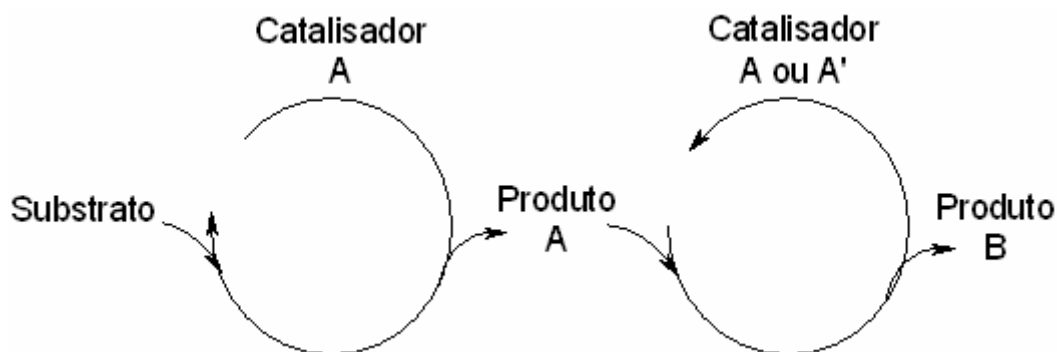 Catalisador
A
Catalisador
A ou A'
Substrato
Produto
A
Produto
B